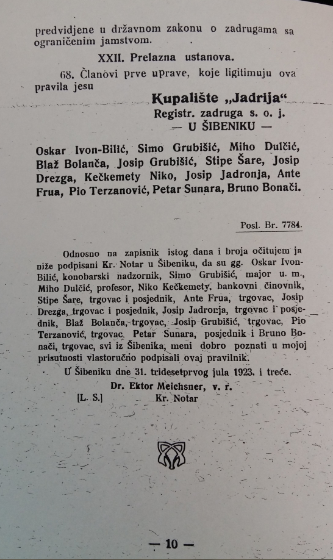 predvidjene u državnom zakonu o zadrugama sa
ograničenim jamstvom.
XXII. Prelazna ustanova.
68. Članovi prve uprave, koje ligitimuju ova
pravila jesu
Kupalište „Jadrija“
Registr. zadruga s. o. j.
— U ŠIBENIKU —
Oskar Ivon-Bilić, Simo Grubišić, Miho Dulčić,
Blaž Bolanča, Josip Grubišić, Stipe Šare, Josip
Drezga, Kečkemety Niko, Josip Jadronja, Ante
Frua, Pio Terzanović, Petar Sunara, Bruno Bonači.
Posl. Br. 7784.
Odnosno na zapisnik istog dana i broja očitujem ja
niže podpisani Kr. Notar u Šibeniku, da su gg. Oskar Ivon-
Bilić, konobarski nadzornik, Simo Grubišić, major u. m.,
Miho Dulčić, profesor, Niko Kečkemety, bankovni činovnik,
Stipe Šare, trgovac i posjednik, Ante Frua, trgovac, Josip
Drezga, trgovac i posjednik, Josip Jadronja, trgovac i posje-
dnik, Blaž Bolanča, trgovac, Josip Grubišić, trgovac, Pio
Terzanović, trgovac, Petar Sunara, posjednik i Bruno Bo-
nači, trgovac, svi iz Šibenika, meni dobro poznati u mojoj
prisutnosti vlastoručno podpisali ovaj pravilnik.
U Šibeniku dne 31. tridesetprvog jula 1923. i treće.
Dr. Ektor Meichsner, v. r.
[L. S.] Kr. Notar
— 10 —